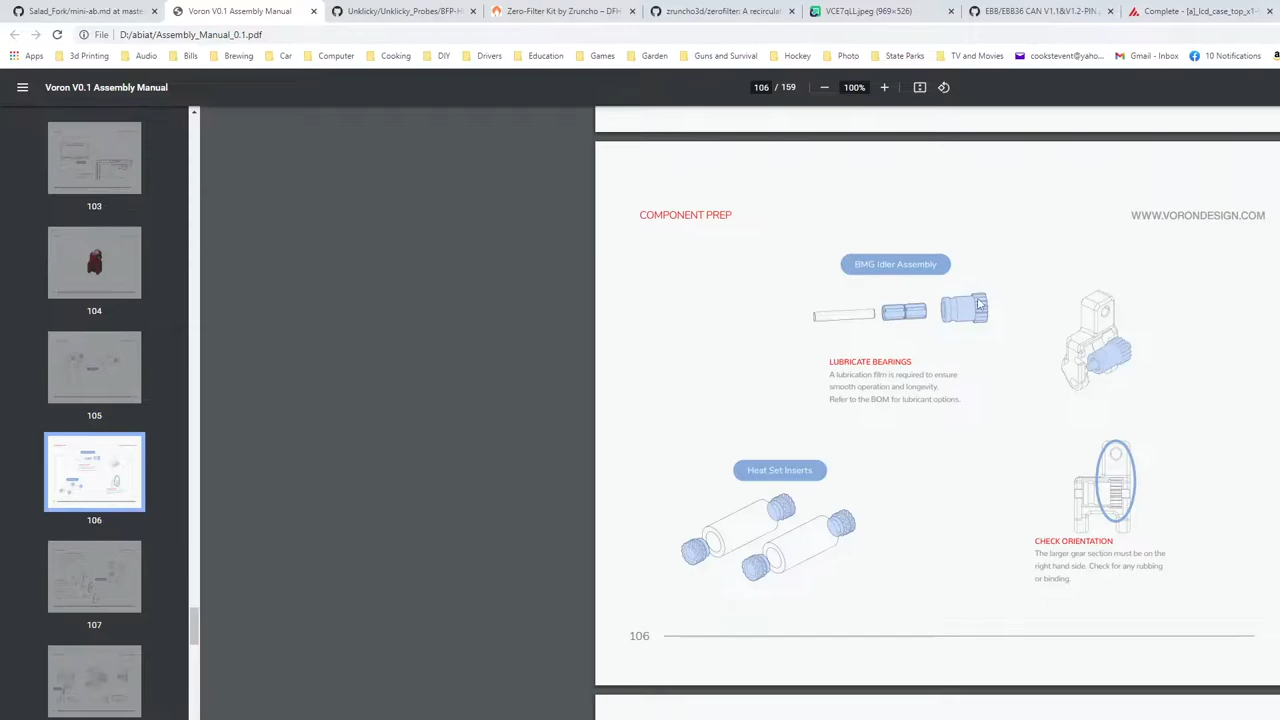 Salad_Fork/mini-ab.md at maste
Voron V0.1 Assembly Manual
Unklicky/Unklicky_Probes/BFP-H
Zero-Filter Kit by Zruncho – DFH
zruncho3d/zerofilter: A recircula
VCE7qLL.jpeg (969×526)
EBB/EBB36 CAN V1.1&V1.2-PIN
Complete - [a]_lcd_case_top_x1
File
D:/abiat/Assembly_Manual_0.1.pdf
Apps
3d Printing
Audio
Bills
Brewing
Car
Computer
Cooking
DIY
Drivers
Education
Games
Garden
Guns and Survival
Hockey
Photo
State Parks
TV and Movies
cookstevent@yaho...
Gmail - Inbox
10 Notifications
Voron V0.1 Assembly Manual
106 / 159
100%
103
104
105
106
107
COMPONENT PREP
WWW.VORONDESIGN.COM
BMG Idler Assembly
LUBRICATE BEARINGS
A lubrication film is required to ensure
smooth operation and longevity.
Refer to the BOM for lubricant options.
Heat Set Inserts
CHECK ORIENTATION
The larger gear section must be on the
right hand side. Check for any rubbing
or binding.
106